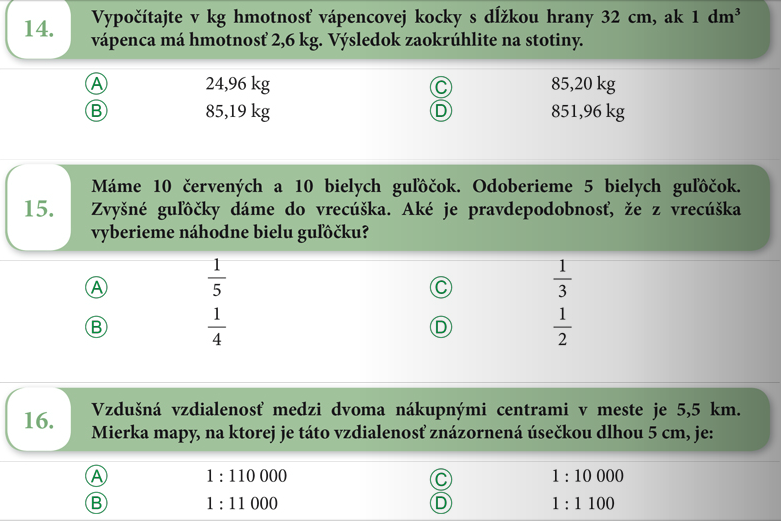 14.
Vypočítajte v kg hmotnosť vápencovej kocky s dĺžkou hrany 32 cm, ak 1 dm³
vápenca má hmotnosť 2,6 kg. Výsledok zaokrúhlite na stotiny.
A 24,96 kg C 85,20 kg
B 85,19 kg D 851,96 kg
15.
Máme 10 červených a 10 bielych guľôčok. Odoberieme 5 bielych guľôčok.
Zvyšné guľôčky dáme do vrecúška. Aké je pravdepodobnosť, že z vrecúška
vyberieme náhodne bielu guľôčku?
A 1/5 C 1/3
B 1/4 D 1/2
16.
Vzdušná vzdialenosť medzi dvoma nákupnými centrami v meste je 5,5 km.
Mierka mapy, na ktorej je táto vzdialenosť znázornená úsečkou dlhou 5 cm, je:
A 1 : 110 000 C 1 : 10 000
B 1 : 11 000 D 1 : 1 100